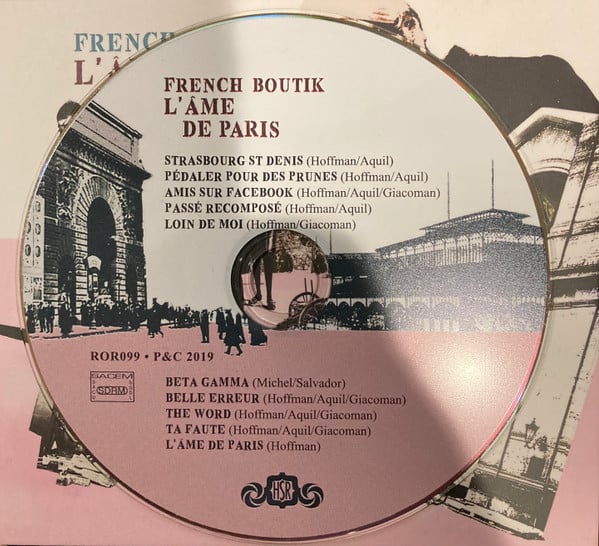 FRENCH
L'Â
FRENCH BOUTIK
L'ÂME
DE PARIS
STRASBOURG ST DENIS (Hoffman/Aquil)
PÉDALER POUR DES PRUNES (Hoffman/Aquil)
AMIS SUR FACEBOOK (Hoffman/Aquil/Giacoman)
PASSÉ RECOMPOSÉ (Hoffman/Aquil)
LOIN DE MOI (Hoffman/Giacoman)
ROR099 • P&C 2019
SACEM
SDRM
BETA GAMMA (Michel/Salvador)
BELLE ERREUR (Hoffman/Aquil/Giacoman)
THE WORD (Hoffman/Aquil/Giacoman)
TA FAUTE (Hoffman/Aquil/Giacoman)
L'ÂME DE PARIS (Hoffman)
HSR